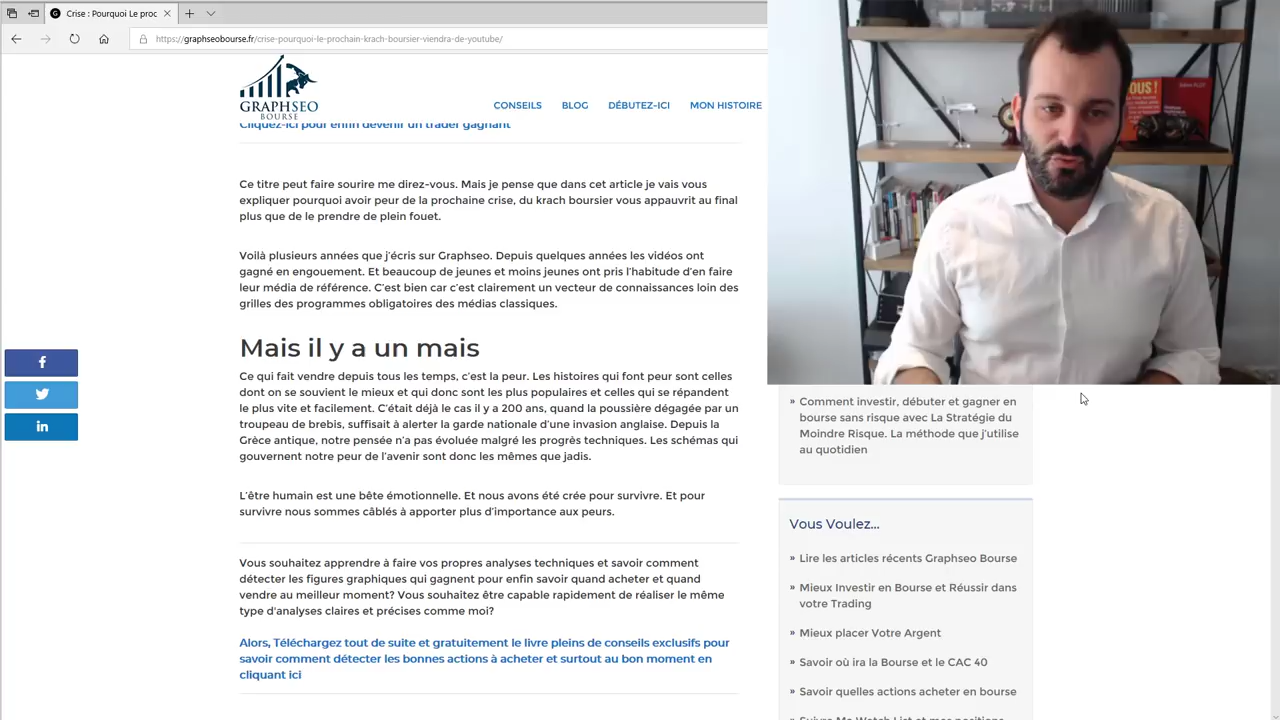 Crise : Pourquoi Le proc
https://graphseobourse.fr/crise-pourquoi-le-prochain-krach-boursier-viendra-de-youtube/
GRAPHSEO
BOURSE
CONSEILS
BLOG
DÉBUTEZ-ICI
MON HISTOIRE
Cliquez-ici pour enfin devenir un trader gagnant
Ce titre peut faire sourire me direz-vous. Mais je pense que dans cet article je vais vous
expliquer pourquoi avoir peur de la prochaine crise, du krach boursier vous appauvrit au final
plus que de le prendre de plein fouet.
Voilà plusieurs années que j'écris sur Graphseo. Depuis quelques années les vidéos ont
gagné en engouement. Et beaucoup de jeunes et moins jeunes ont pris l'habitude d'en faire
leur média de référence. C'est bien car c'est clairement un vecteur de connaissances loin des
grilles des programmes obligatoires des médias classiques.
Mais il y a un mais
Ce qui fait vendre depuis tous les temps, c'est la peur. Les histoires qui font peur sont celles
dont on se souvient le mieux et qui donc sont les plus populaires et celles qui se répandent
le plus vite et facilement. C'était déjà le cas il y a 200 ans, quand la poussière dégagée par un
troupeau de brebis, suffisait à alerter la garde nationale d'une invasion anglaise. Depuis la
Grèce antique, notre pensée n'a pas évoluée malgré les progrès techniques. Les schémas qui
gouvernent notre peur de l'avenir sont donc les mêmes que jadis.
L'être humain est une bête émotionnelle. Et nous avons été crée pour survivre. Et pour
survivre nous sommes câblés à apporter plus d'importance aux peurs.
Vous souhaitez apprendre à faire vos propres analyses techniques et savoir comment
détecter les figures graphiques qui gagnent pour enfin savoir quand acheter et quand
vendre au meilleur moment? Vous souhaitez être capable rapidement de réaliser le même
type d'analyses claires et précises comme moi?
Alors, Téléchargez tout de suite et gratuitement le livre pleins de conseils exclusifs pour
savoir comment détecter les bonnes actions à acheter et surtout au bon moment en
cliquant ici
OUS !
» Comment investir, débuter et gagner en
bourse sans risque avec La Stratégie du
Moindre Risque. La méthode que j'utilise
au quotidien
Vous Voulez...
» Lire les articles récents Graphseo Bourse
» Mieux Investir en Bourse et Réussir dans
votre Trading
» Mieux placer Votre Argent
» Savoir où ira la Bourse et le CAC 40
» Savoir quelles actions acheter en bourse
» Suivre Ma Watch List et mes positions